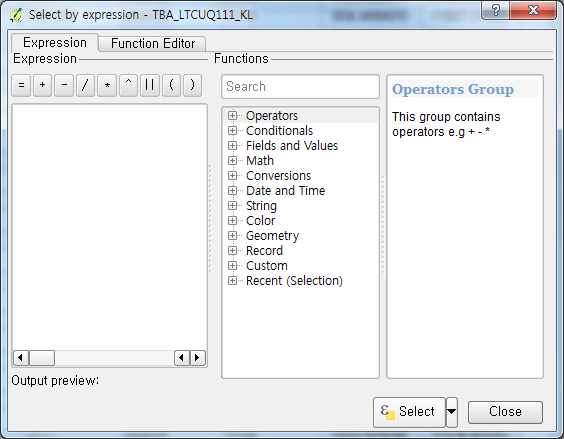 Select by expression - TBA_LTCUQ111_KL
Expression Function Editor
Expression
= + - / * ^ || ( )
Output preview:
Functions
Search
Operators
Conditionals
Fields and Values
Math
Conversions
Date and Time
String
Color
Geometry
Record
Custom
Recent (Selection)
Operators Group
This group contains
operators e.g + - *
Select
Close